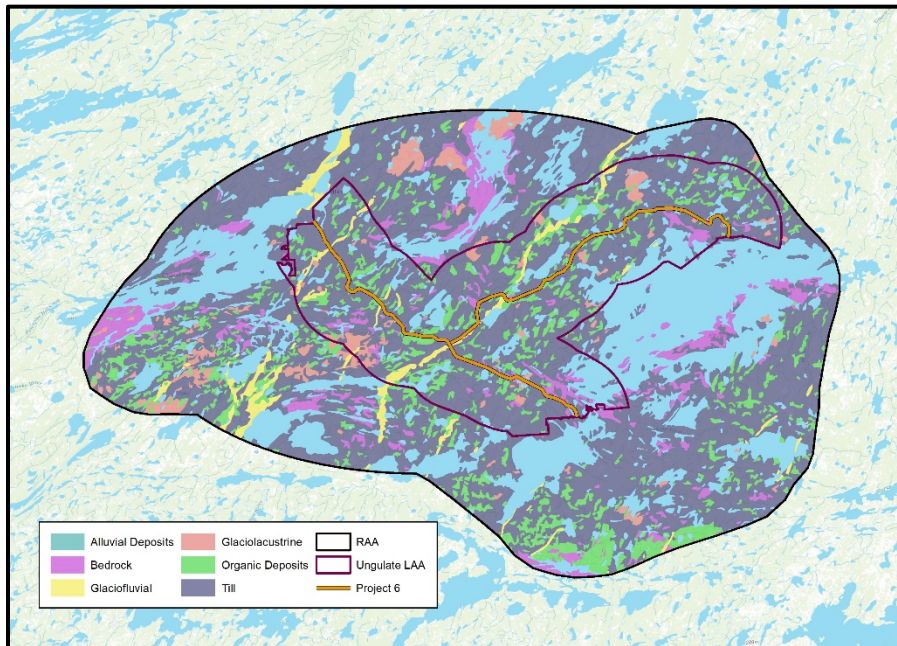 Alluvial Deposits
Glaciolacustrine
RAA
Bedrock
Organic Deposits
Ungulate LAA
Glaciofluvial
Till
Project 6